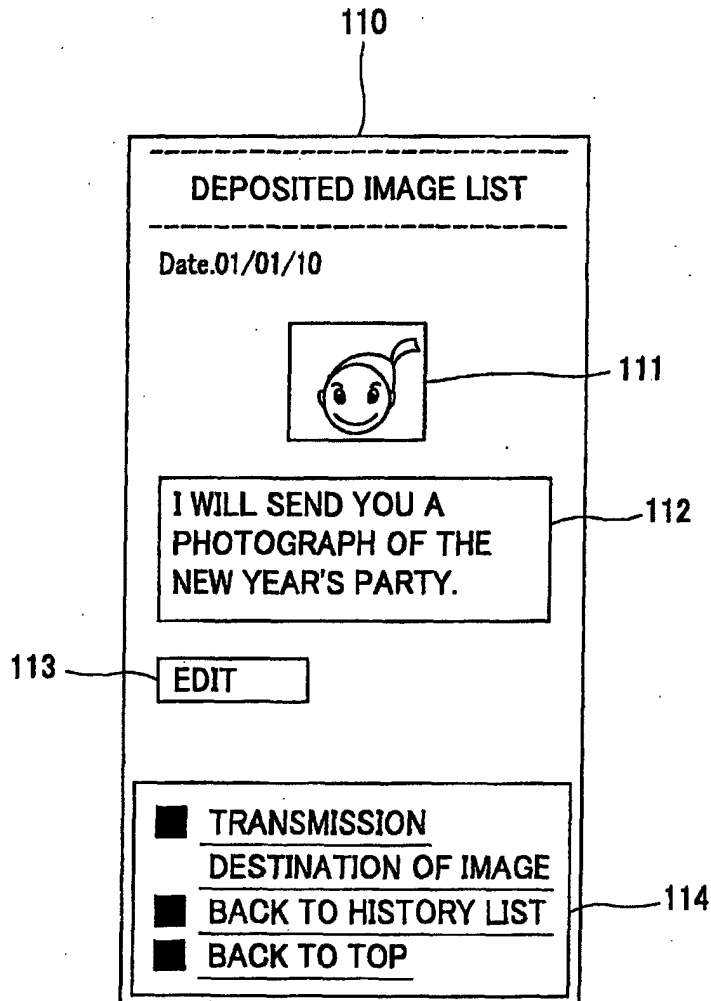 110
DEPOSITED IMAGE LIST
Date.01/01/10
111
I WILL SEND YOU A
PHOTOGRAPH OF THE
NEW YEAR'S PARTY.
112
113
EDIT
TRANSMISSION
DESTINATION OF IMAGE
BACK TO HISTORY LIST
114
BACK TO TOP